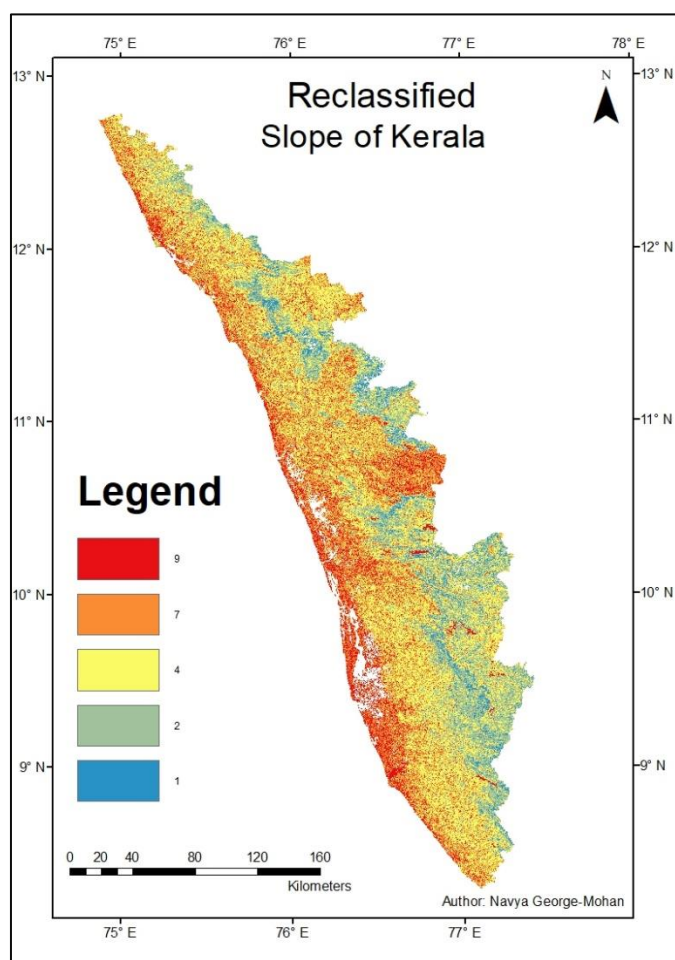 75° E 76° E 77° E 78° E
13° N 13° N
Reclassified
Slope of Kerala
N
12° N 12° N
11° N 11° N
Legend
9
10° N 10° N
7
4
2
9° N 9° N
1
0 20 40 80 120 160
Kilometers
Author: Navya George-Mohan
75° E 76° E 77° E